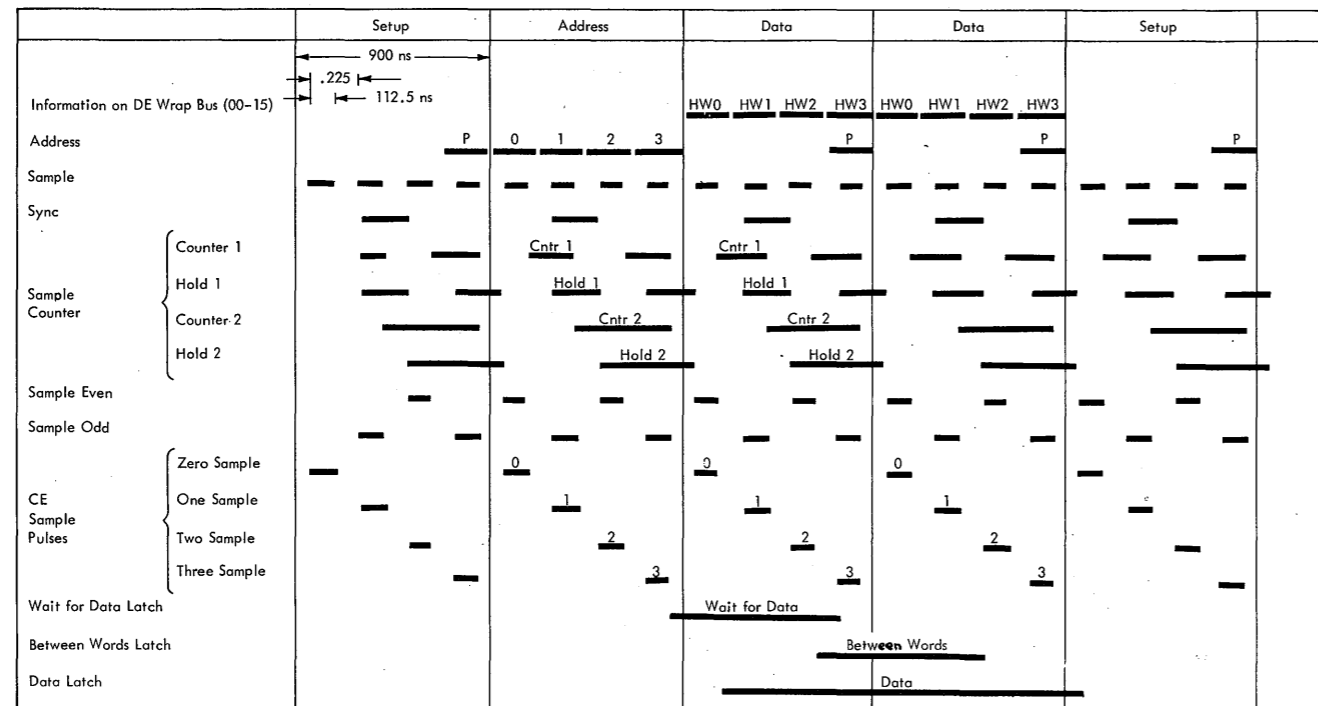 Setup Address Data Data Setup
900 ns
.225
Information on DE Wrap Bus (00-15) 112.5 ns HW0 HW1 HW2 HW3 HW0 HW1 HW2 HW3
Address P 0 1 2 3 P P P
Sample
Sync
Counter 1 Cntr 1 Cntr 1
Hold 1 Hold 1 Hold 1
Sample
Counter
Counter 2 Cntr 2 Cntr 2
Hold 2 Hold 2 Hold 2
Sample Even
Sample Odd
Zero Sample 0 0 0
CE
Sample
Pulses
One Sample 1 1 1
Two Sample 2 2 2
Three Sample 3 3 3
Wait for Data Latch Wait for Data
Between Words Latch Between Words
Data Latch Data